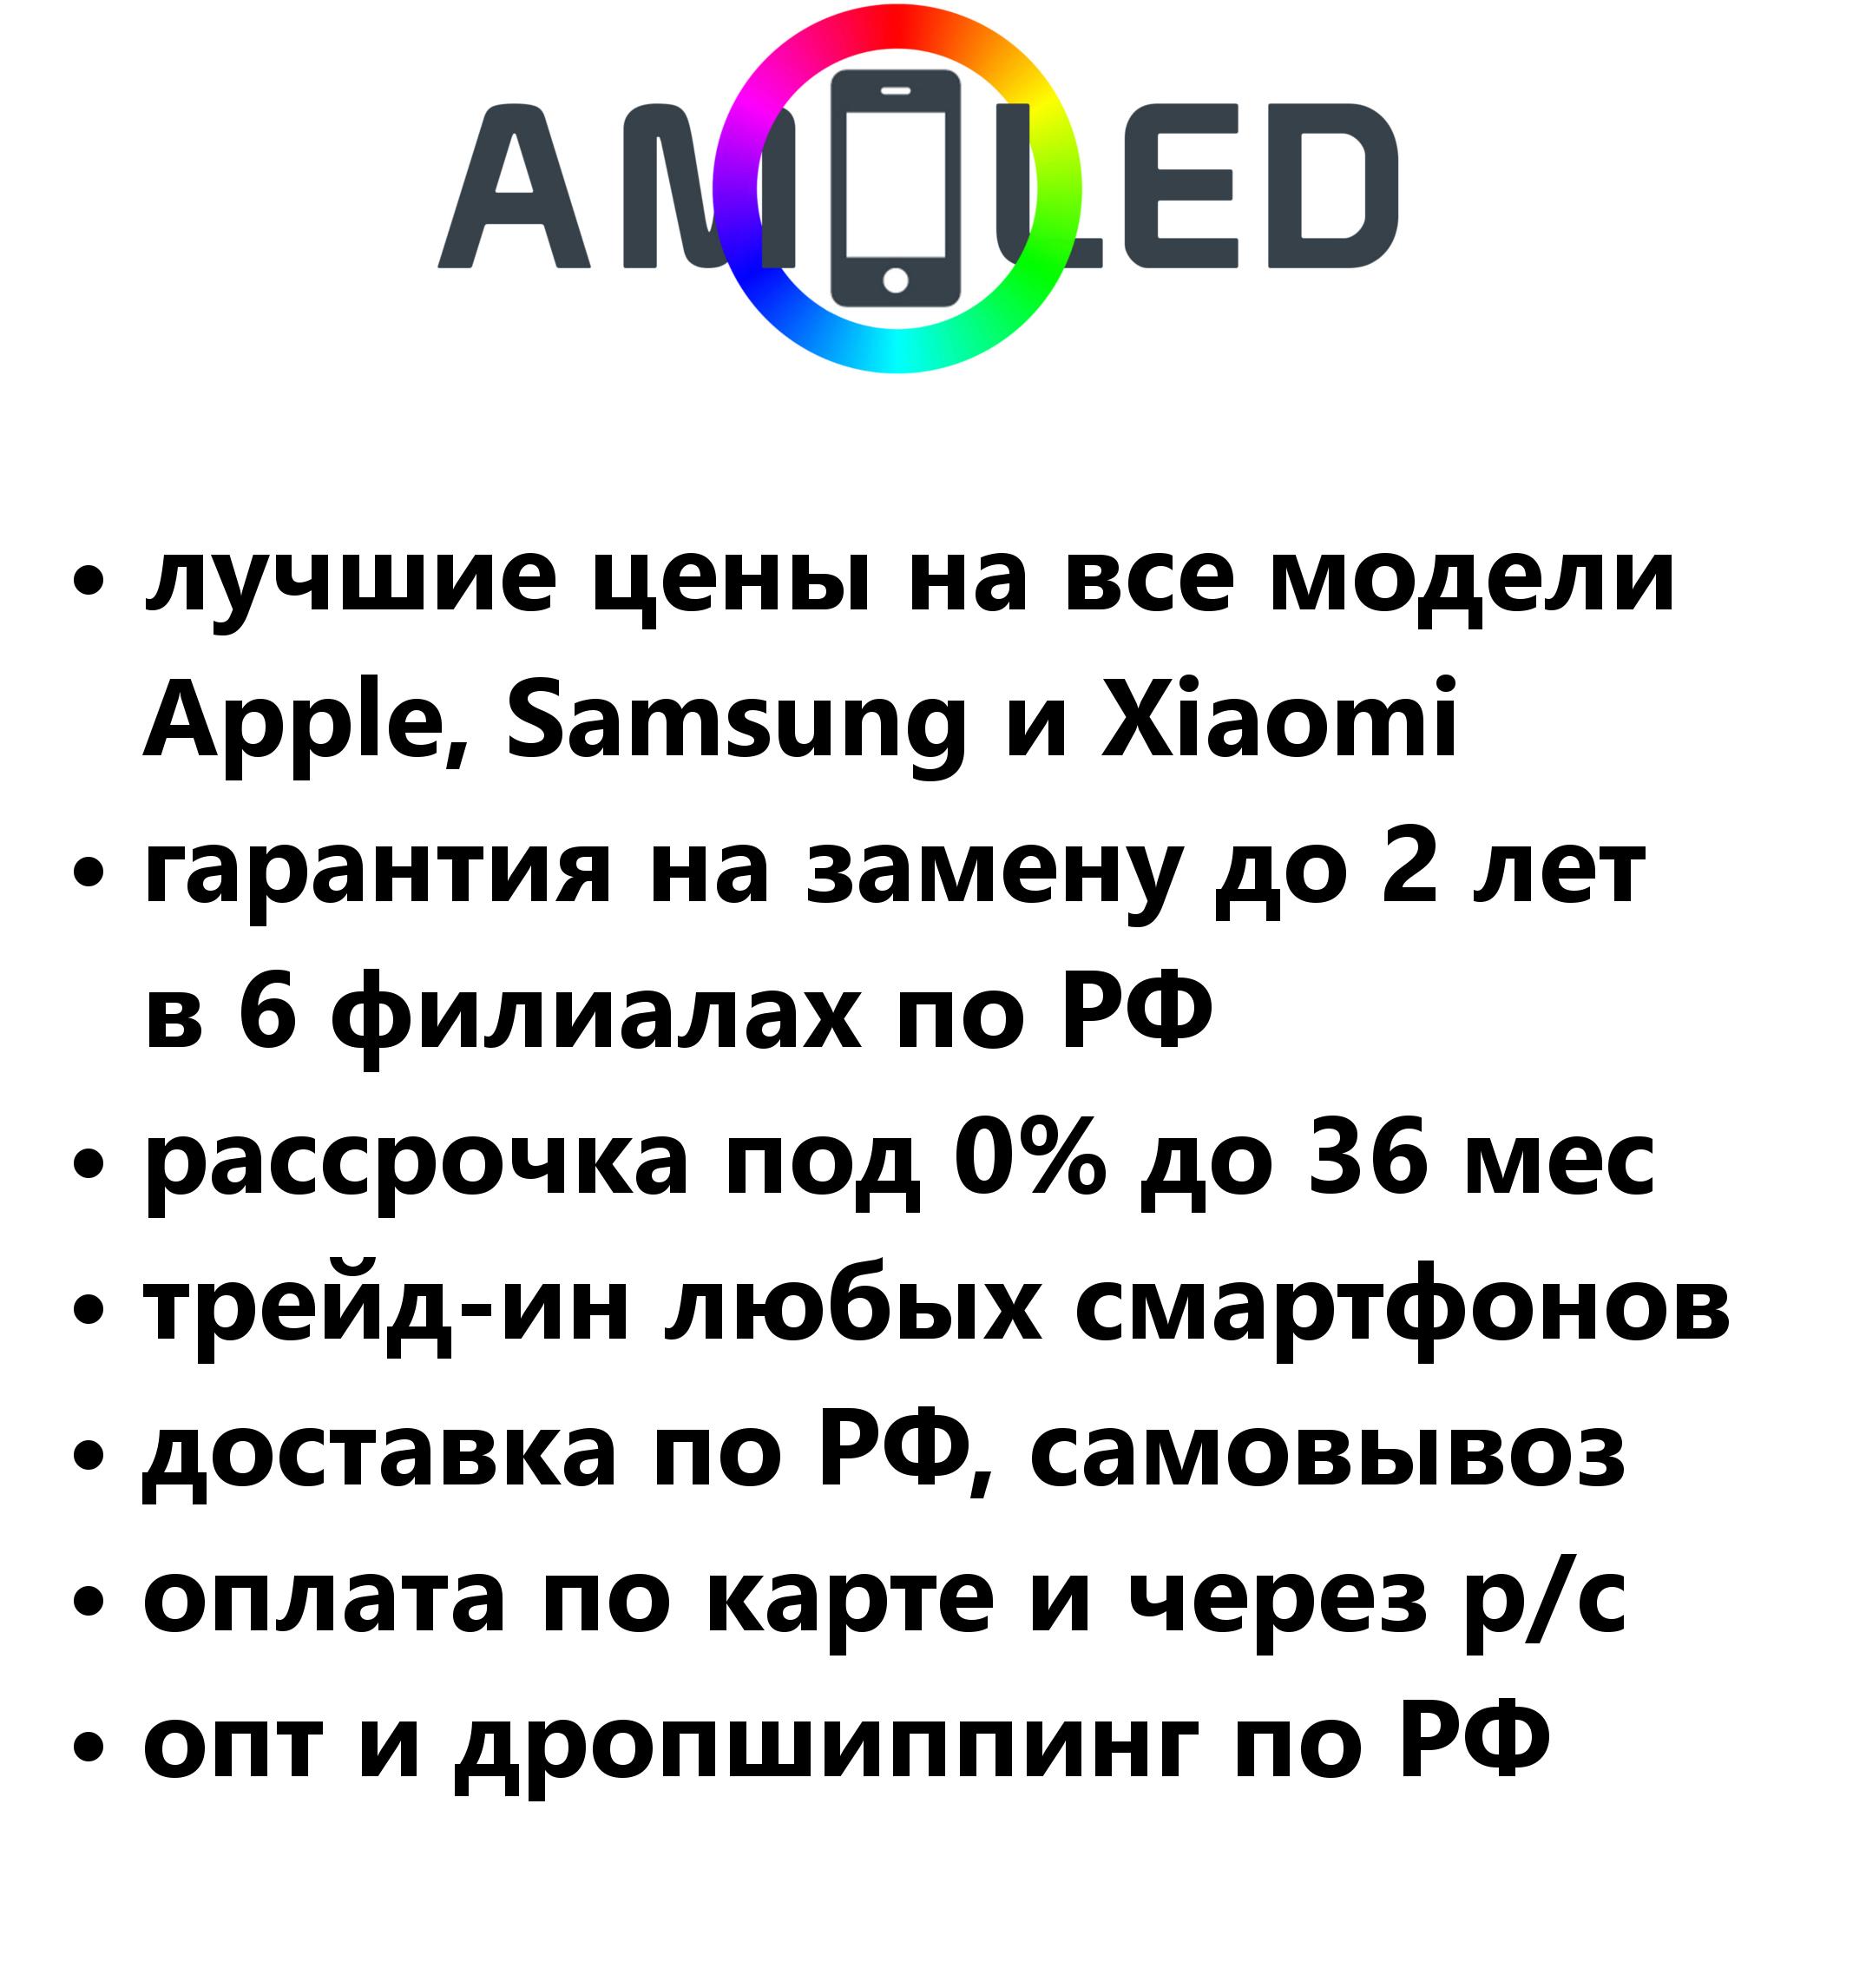 AMOLED
• лучшие цены на все модели
Apple, Samsung и Xiaomi
• гарантия на замену до 2 лет
в 6 филиалах по РФ
• рассрочка под 0% до 36 мес
• трейд-ин любых смартфонов
• доставка по РФ, самовывоз
• оплата по карте и через р/с
• опт и дропшиппинг по РФ